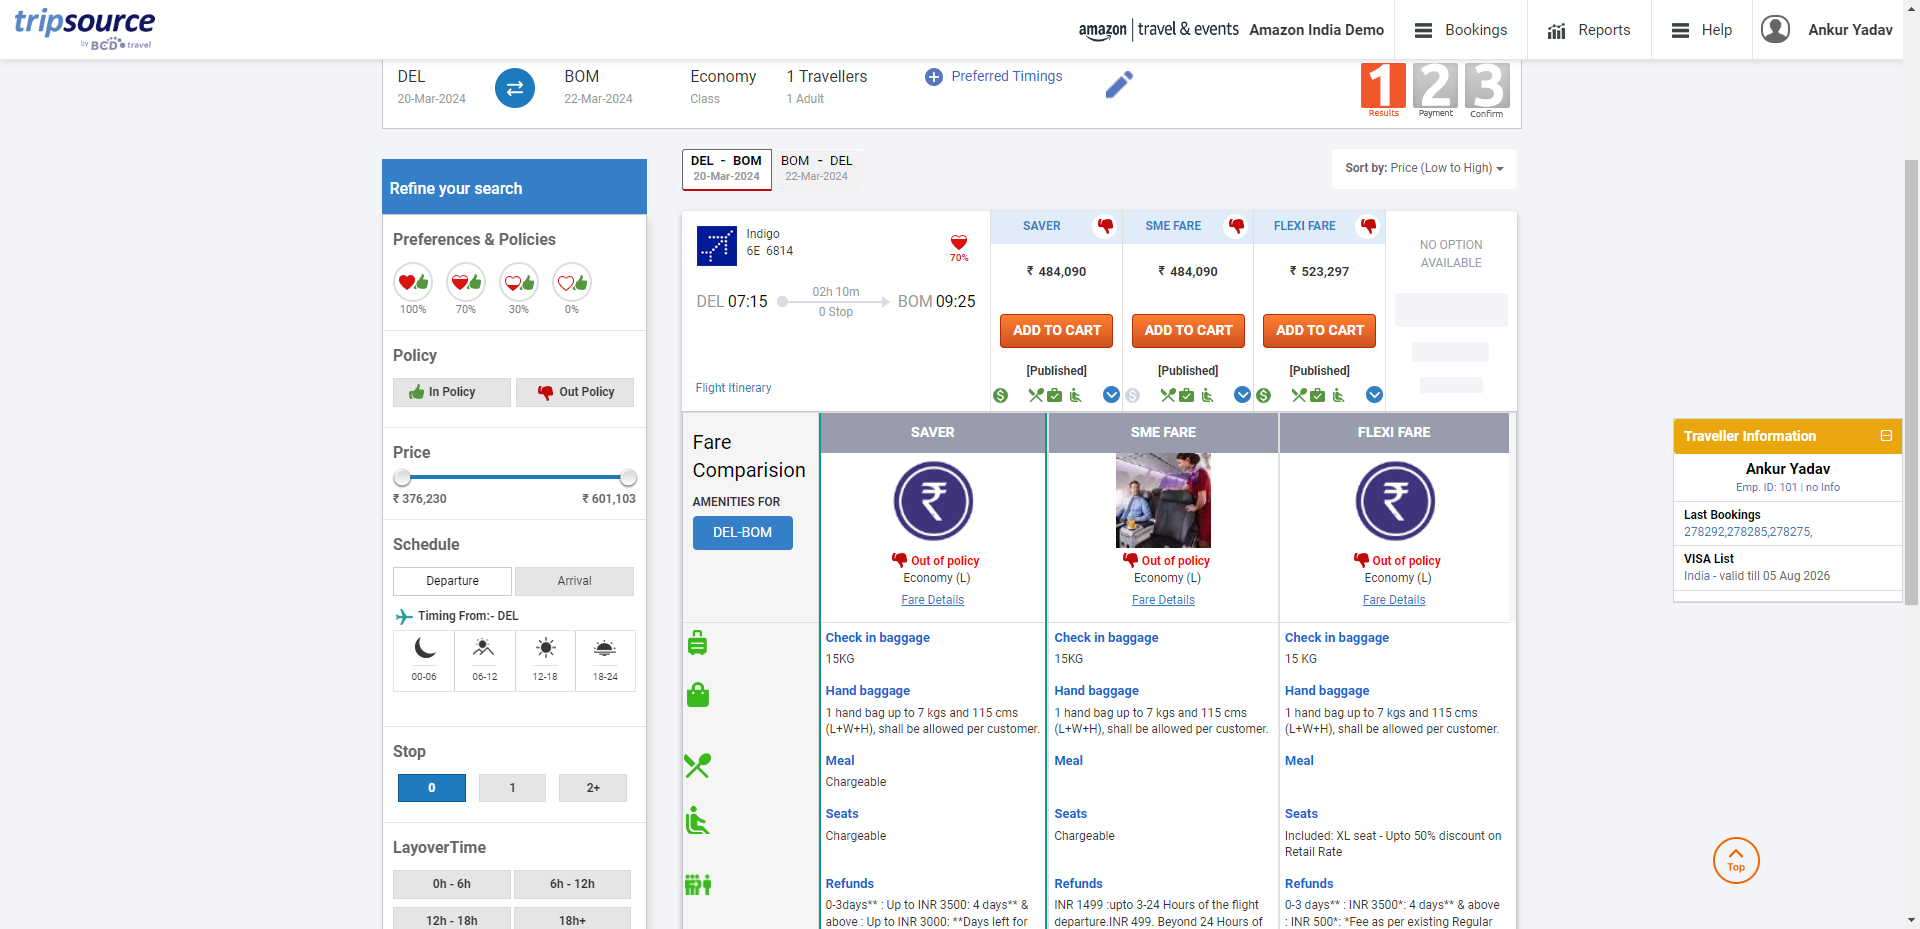 tripsource
by BCD travel
amazon travel & events Amazon India Demo
Bookings
Reports
Help
Ankur Yadav
DEL
20-Mar-2024
BOM
22-Mar-2024
Economy
Class
1 Travellers
1 Adult
Preferred Timings
1 2 3
Results Payment Confirm
Refine your search
Preferences & Policies
100% 70% 30% 0%
Policy
In Policy Out Policy
Price
₹ 376,230 ₹ 601,103
Schedule
Departure Arrival
Timing From:- DEL
00-06 06-12 12-18 18-24
Stop
0 1 2+
LayoverTime
0h - 6h 6h - 12h
12h - 18h 18h+
DEL - BOM
20-Mar-2024
BOM - DEL
22-Mar-2024
Sort by: Price (Low to High)
Indigo
6E 6814
70%
DEL 07:15
02h 10m
0 Stop
BOM 09:25
Flight Itinerary
SAVER
₹ 484,090
ADD TO CART
[Published]
SME FARE
₹ 484,090
ADD TO CART
[Published]
FLEXI FARE
₹ 523,297
ADD TO CART
[Published]
NO OPTION
AVAILABLE
Fare
Comparision
AMENITIES FOR
DEL-BOM
SAVER
₹
Out of policy
Economy (L)
Fare Details
Check in baggage
15KG
Hand baggage
1 hand bag up to 7 kgs and 115 cms
(L+W+H), shall be allowed per customer.
Meal
Chargeable
Seats
Chargeable
Refunds
0-3days** : Up to INR 3500: 4 days** &
above : Up to INR 3000: **Days left for
SME FARE
Out of policy
Economy (L)
Fare Details
Check in baggage
15KG
Hand baggage
1 hand bag up to 7 kgs and 115 cms
(L+W+H), shall be allowed per customer.
Meal
Seats
Chargeable
Refunds
INR 1499 :upto 3-24 Hours of the flight
departure.INR 499. Beyond 24 Hours of
FLEXI FARE
₹
Out of policy
Economy (L)
Fare Details
Check in baggage
15 KG
Hand baggage
1 hand bag up to 7 kgs and 115 cms
(L+W+H), shall be allowed per customer.
Meal
Seats
Included: XL seat - Upto 50% discount on
Retail Rate
Refunds
0-3 days** : INR 3500*: 4 days** & above
: INR 500*: *Fee as per existing Regular
Traveller Information
Ankur Yadav
Emp. ID: 101 | no Info
Last Bookings
278292,278285,278275,
VISA List
India - valid till 05 Aug 2026
Top